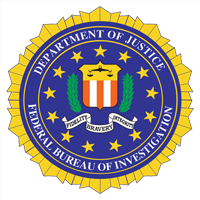 DEPARTMENT OF JUSTICE
FIDELITY BRAVERY INTEGRITY
FEDERAL BUREAU OF INVESTIGATION